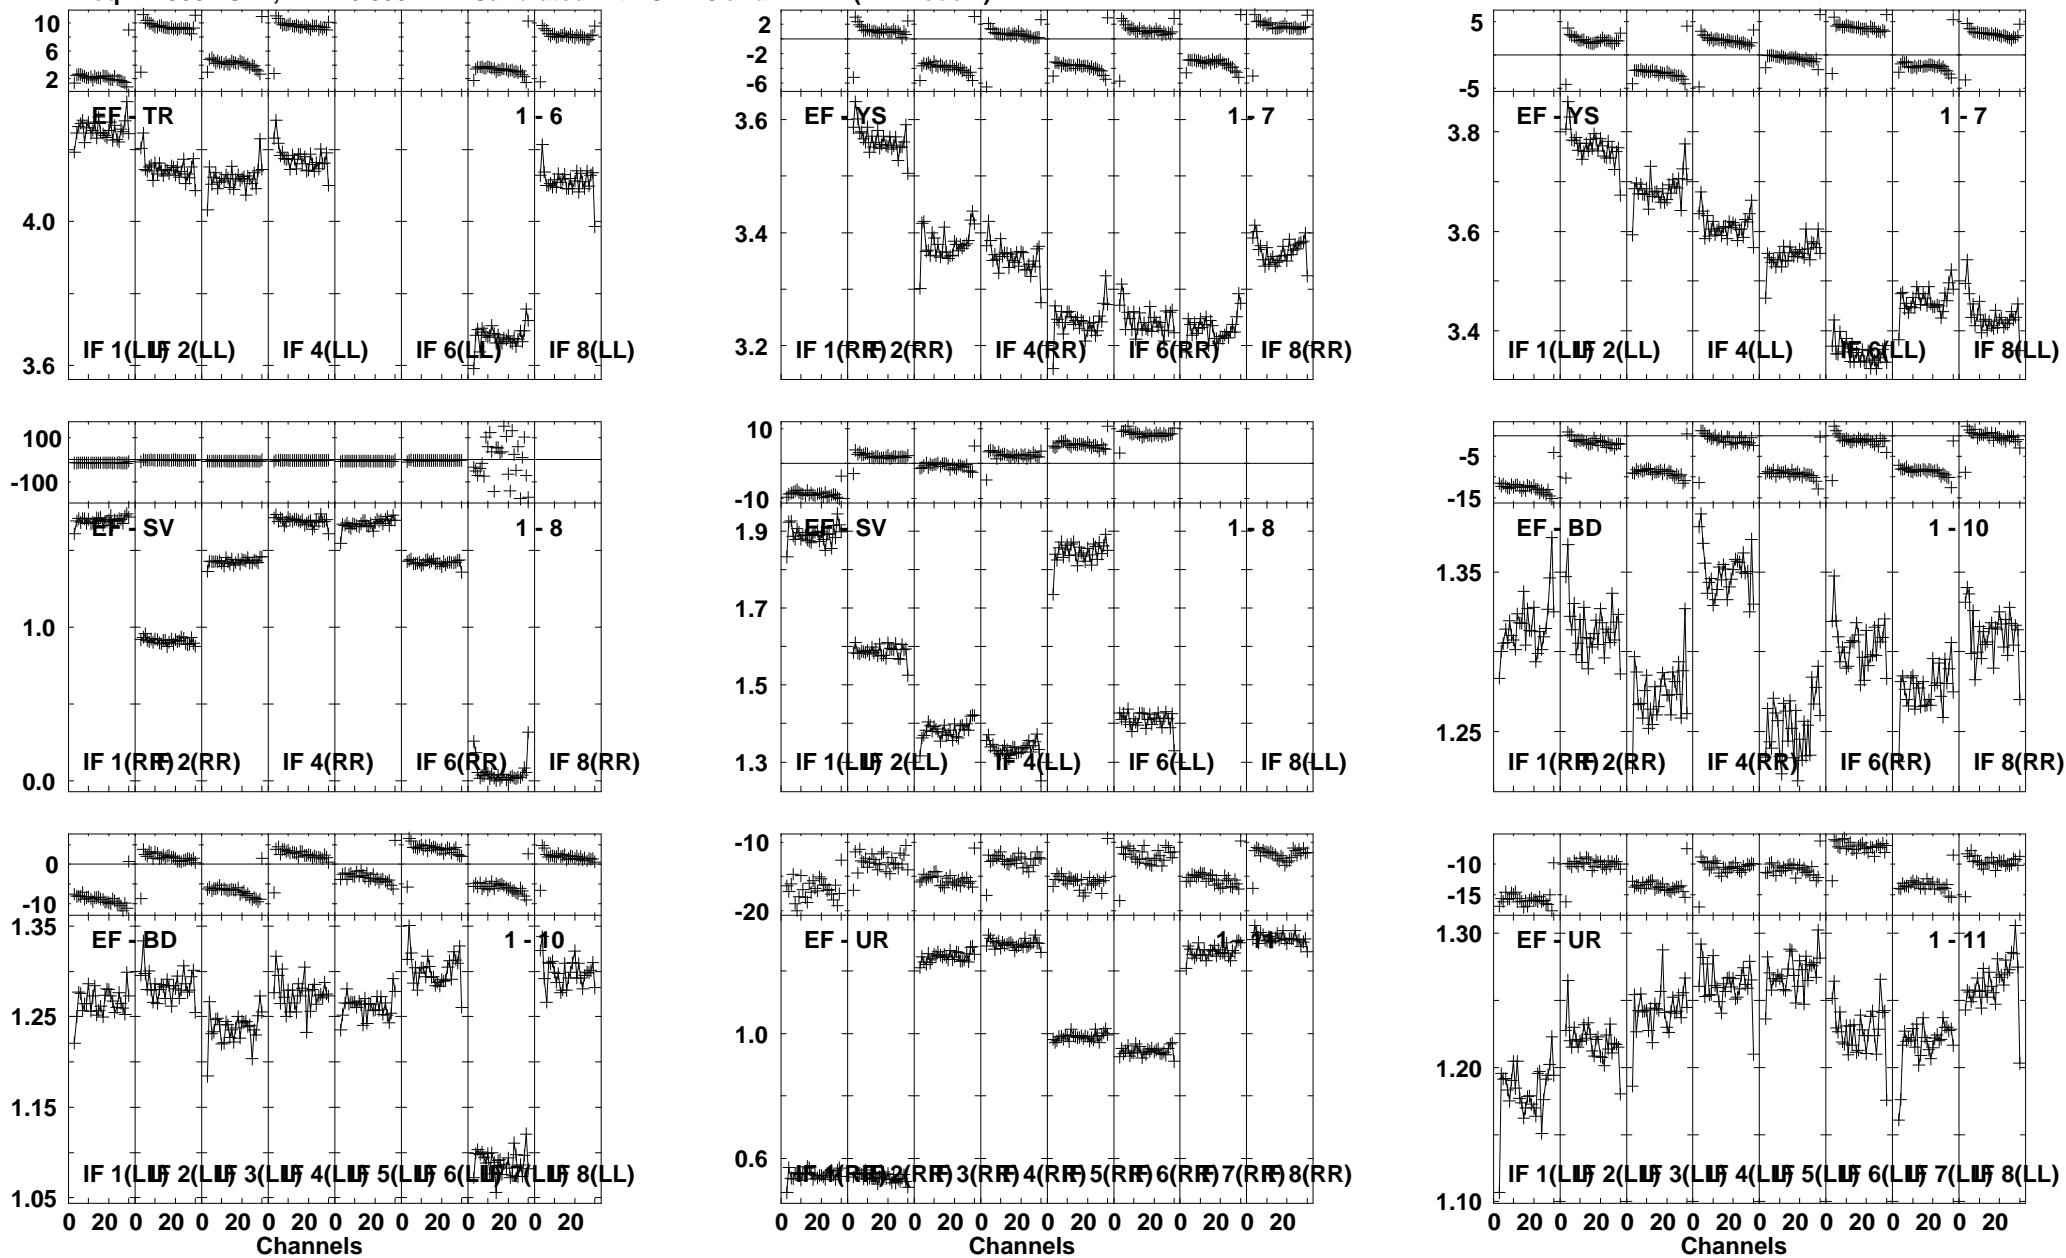 10
6
2
EF - TR
1 - 6
4.0
3.6
IF 1(LL) IF 2(LL) IF 4(LL) IF 6(LL) IF 8(LL)
2
-2
-6
EF - YS
1 - 7
3.6
3.4
3.2
IF 1(RR) IF 2(RR) IF 4(RR) IF 6(RR) IF 8(RR)
5
-5
EF - YS
1 - 7
3.8
3.6
3.4
IF 1(LL) IF 2(LL) IF 4(LL) IF 6(LL) IF 8(LL)
100
-100
EF - SV
1 - 8
1.0
0.0
IF 1(RR) IF 2(RR) IF 4(RR) IF 6(RR) IF 8(RR)
10
-10
EF - SV
1 - 8
1.9
1.7
1.5
1.3
IF 1(LL) IF 2(LL) IF 4(LL) IF 6(LL) IF 8(LL)
-5
-15
EF - BD
1 - 10
1.35
1.25
IF 1(RR) IF 2(RR) IF 4(RR) IF 6(RR) IF 8(RR)
0
-10
EF - BD
1 - 10
1.35
1.25
1.15
1.05
IF 1(LL) IF 2(LL) IF 3(LL) IF 4(LL) IF 5(LL) IF 6(LL) IF 7(LL) IF 8(LL)
0 20 0 20 0 20 0 20 0 20 0 20 0 20 0 20
Channels
-10
-20
EF - UR
1 - 11
1.0
0.6
IF 1(RR) IF 2(RR) IF 3(RR) IF 4(RR) IF 5(RR) IF 6(RR) IF 7(RR) IF 8(RR)
0 20 0 20 0 20 0 20 0 20 0 20 0 20 0 20
Channels
-10
-15
EF - UR
1 - 11
1.30
1.20
1.10
IF 1(LL) IF 2(LL) IF 3(LL) IF 4(LL) IF 5(LL) IF 6(LL) IF 7(LL) IF 8(LL)
0 20 0 20 0 20 0 20 0 20 0 20 0 20 0 20
Channels